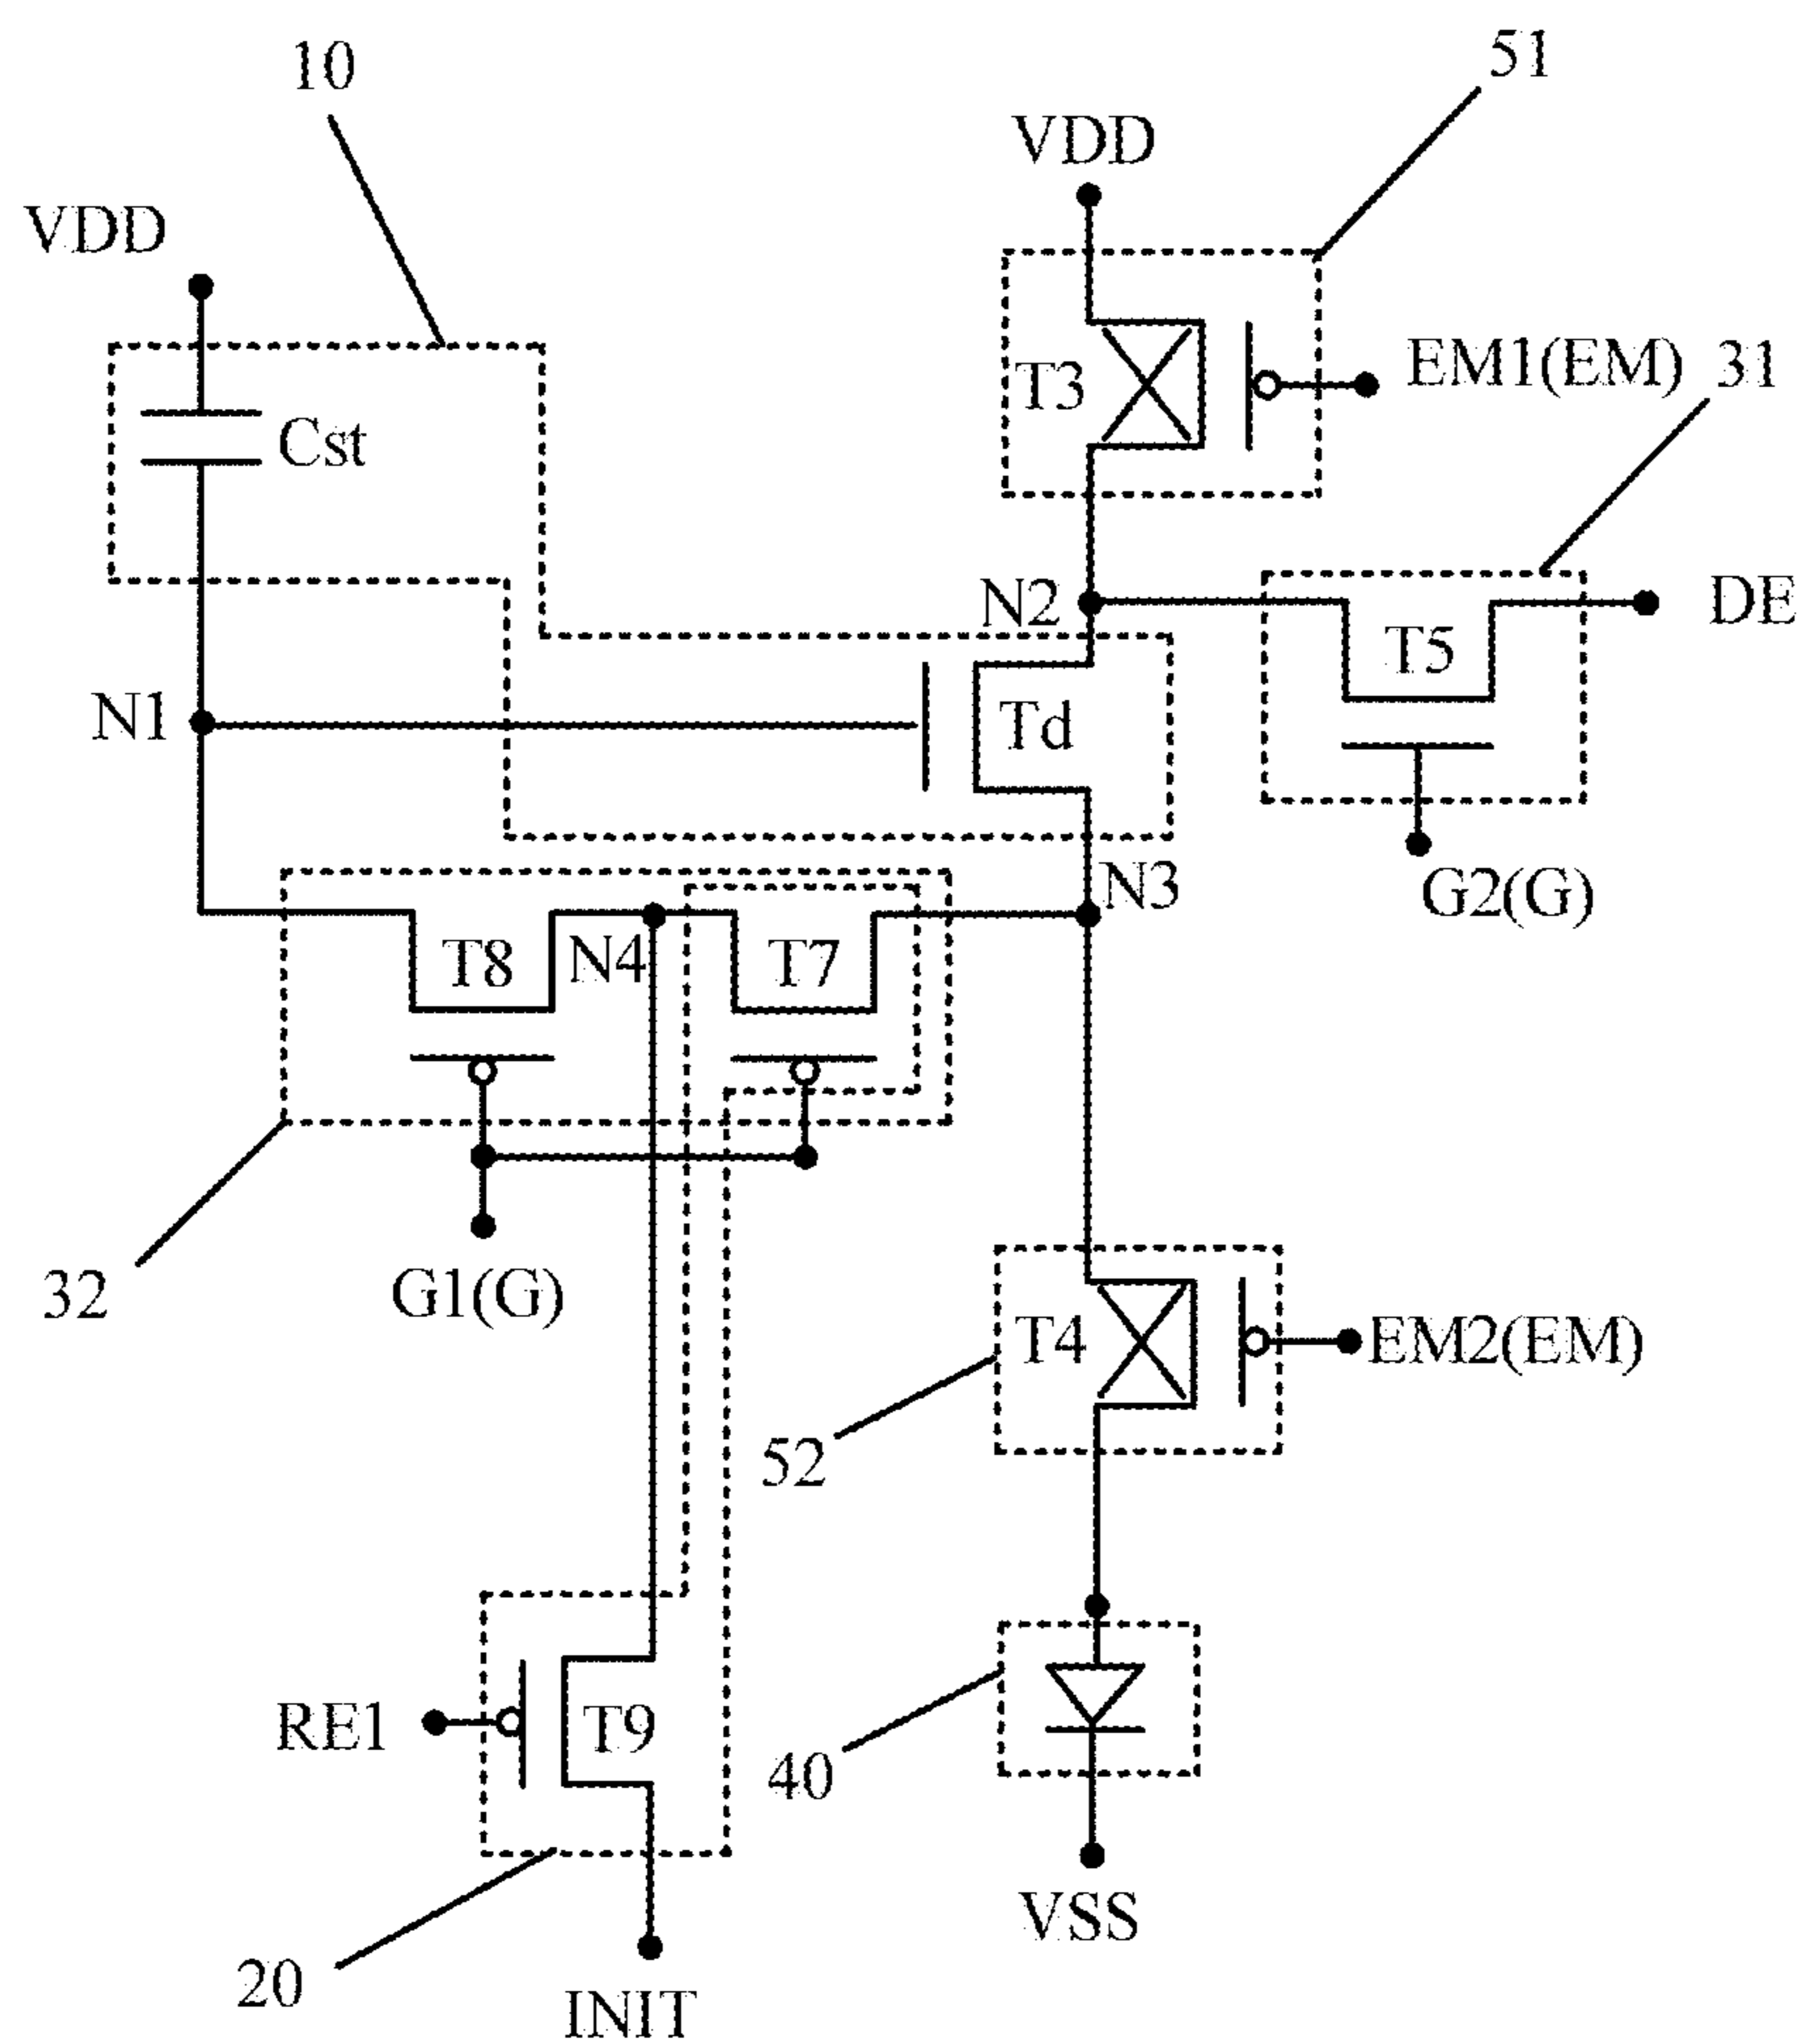 10
51
VDD
VDD
T3
EM1(EM)
31
Cst
N2
DE
T5
N1
Td
G2(G)
N3
T8
N4
T7
G1(G)
32
T4
EM2(EM)
52
RE1
T9
40
VSS
20
INIT